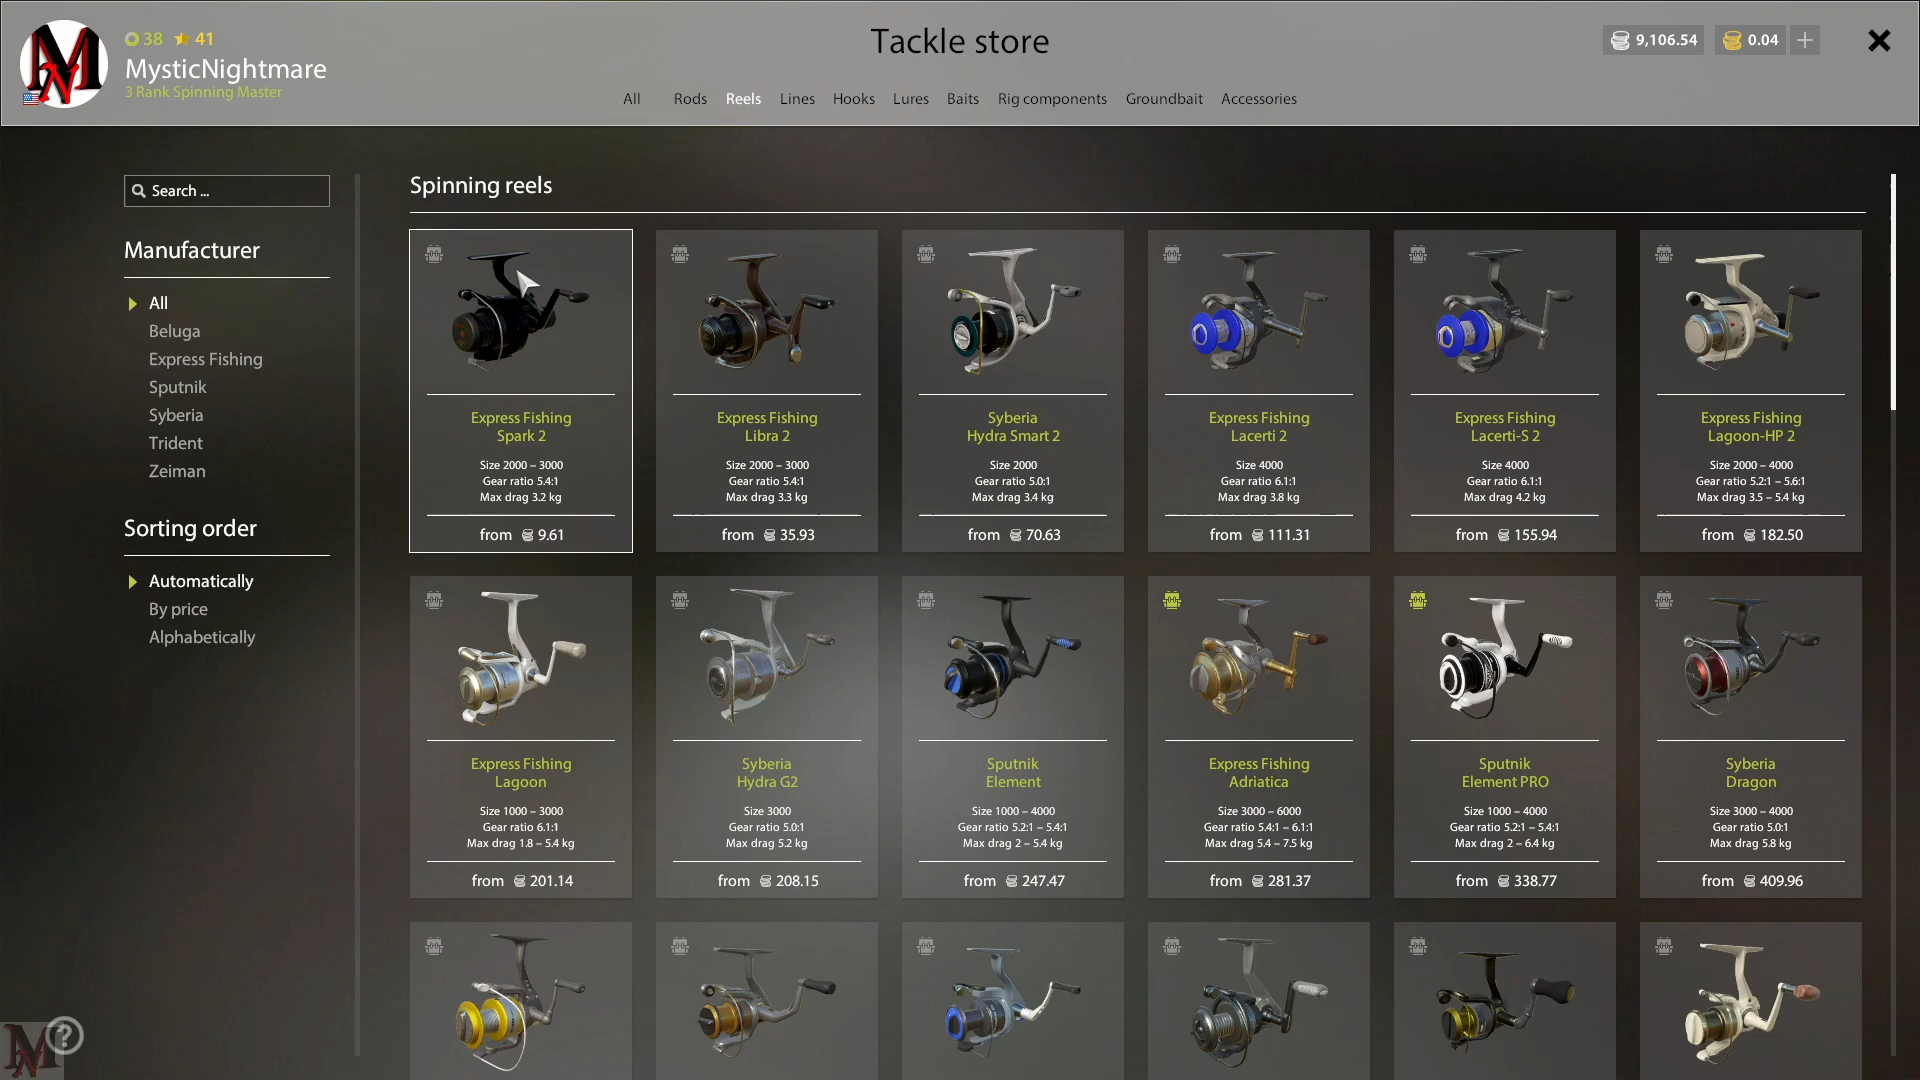 38 41
MysticNightmare
3 Rank Spinning Master
Tackle store
9,106.54 0.04
All Rods Reels Lines Hooks Lures Baits Rig components Groundbait Accessories
Search ...
Manufacturer
All
Beluga
Express Fishing
Sputnik
Syberia
Trident
Zeiman
Sorting order
Automatically
By price
Alphabetically
Spinning reels
Express Fishing
Spark 2
Size 2000 – 3000
Gear ratio 5.4:1
Max drag 3.2 kg
from 9.61
Express Fishing
Libra 2
Size 2000 – 3000
Gear ratio 5.4:1
Max drag 3.3 kg
from 35.93
Syberia
Hydra Smart 2
Size 2000
Gear ratio 5.0:1
Max drag 3.4 kg
from 70.63
Express Fishing
Lacerti 2
Size 4000
Gear ratio 6.1:1
Max drag 3.8 kg
from 111.31
Express Fishing
Lacerti-S 2
Size 4000
Gear ratio 6.1:1
Max drag 4.2 kg
from 155.94
Express Fishing
Lagoon-HP 2
Size 2000 – 4000
Gear ratio 5.2:1 – 5.6:1
Max drag 3.5 – 5.4 kg
from 182.50
Express Fishing
Lagoon
Size 1000 – 3000
Gear ratio 6.1:1
Max drag 1.8 – 5.4 kg
from 201.14
Syberia
Hydra G2
Size 3000
Gear ratio 5.0:1
Max drag 5.2 kg
from 208.15
Sputnik
Element
Size 1000 – 4000
Gear ratio 5.2:1 – 5.4:1
Max drag 2 – 5.4 kg
from 247.47
Express Fishing
Adriatica
Size 3000 – 6000
Gear ratio 5.4:1 – 6.1:1
Max drag 5.4 – 7.5 kg
from 281.37
Sputnik
Element PRO
Size 1000 – 4000
Gear ratio 5.2:1 – 5.4:1
Max drag 2 – 6.4 kg
from 338.77
Syberia
Dragon
Size 3000 – 4000
Gear ratio 5.0:1
Max drag 5.8 kg
from 409.96